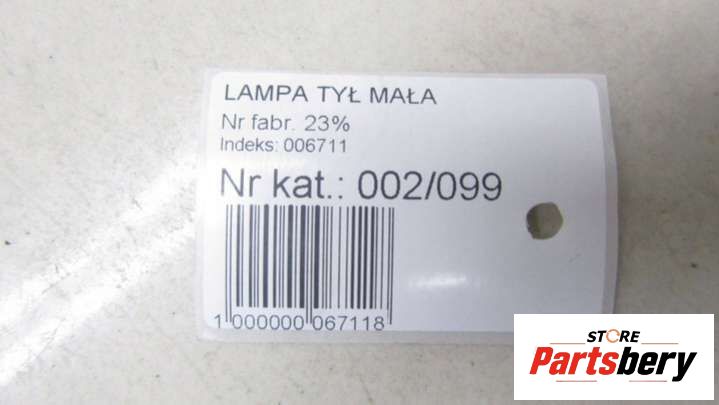 LAMPA TYŁ MAŁA
Nr fabr. 23%
Indeks: 006711
Nr kat.: 002/099
1 000000 067118
STORE
Partsbery